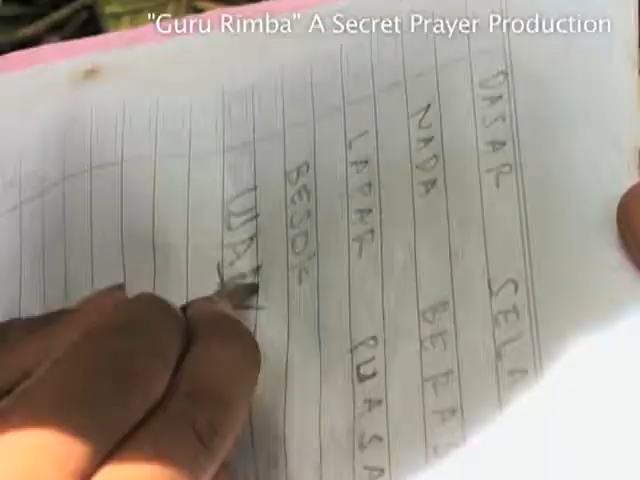 "Guru Rimba" A Secret Prayer Production
DASAR
NADA
LAPAR PUASA
BESOK